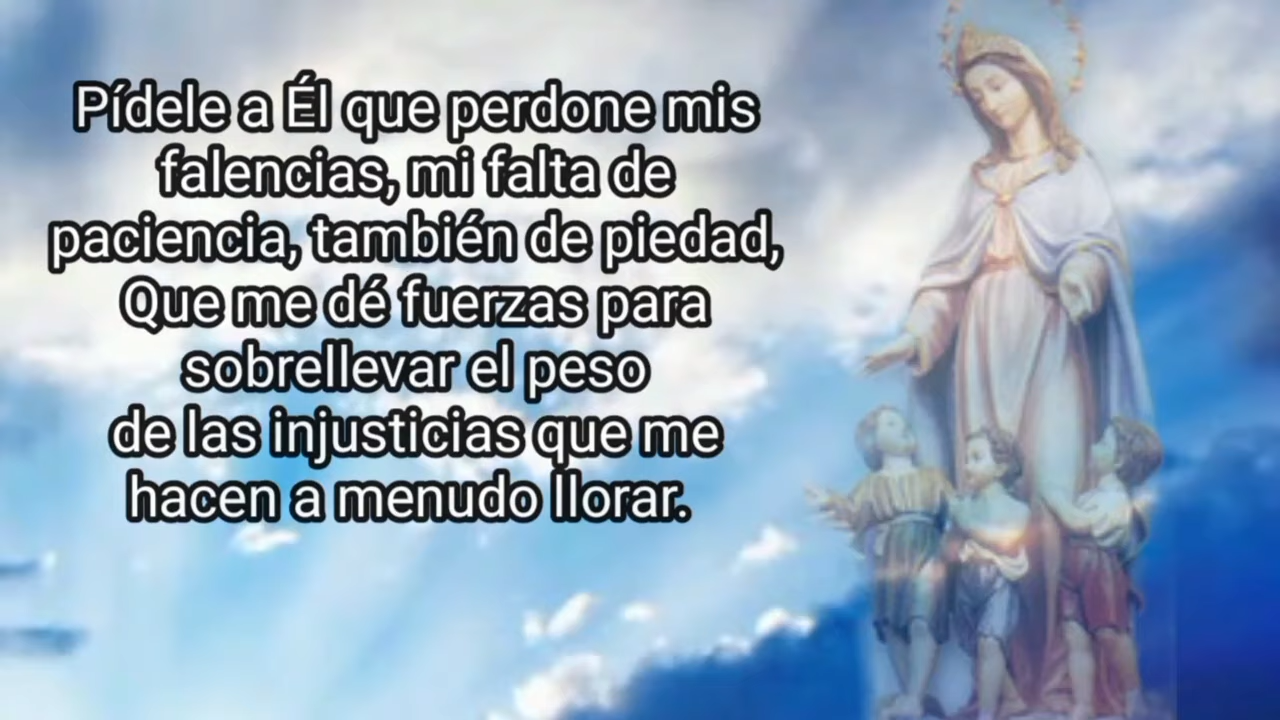 Pídele a Él que perdone mis
falencias, mi falta de
paciencia, también de piedad,
Que me dé fuerzas para
sobrellevar el peso
de las injusticias que me
hacen a menudo llorar.